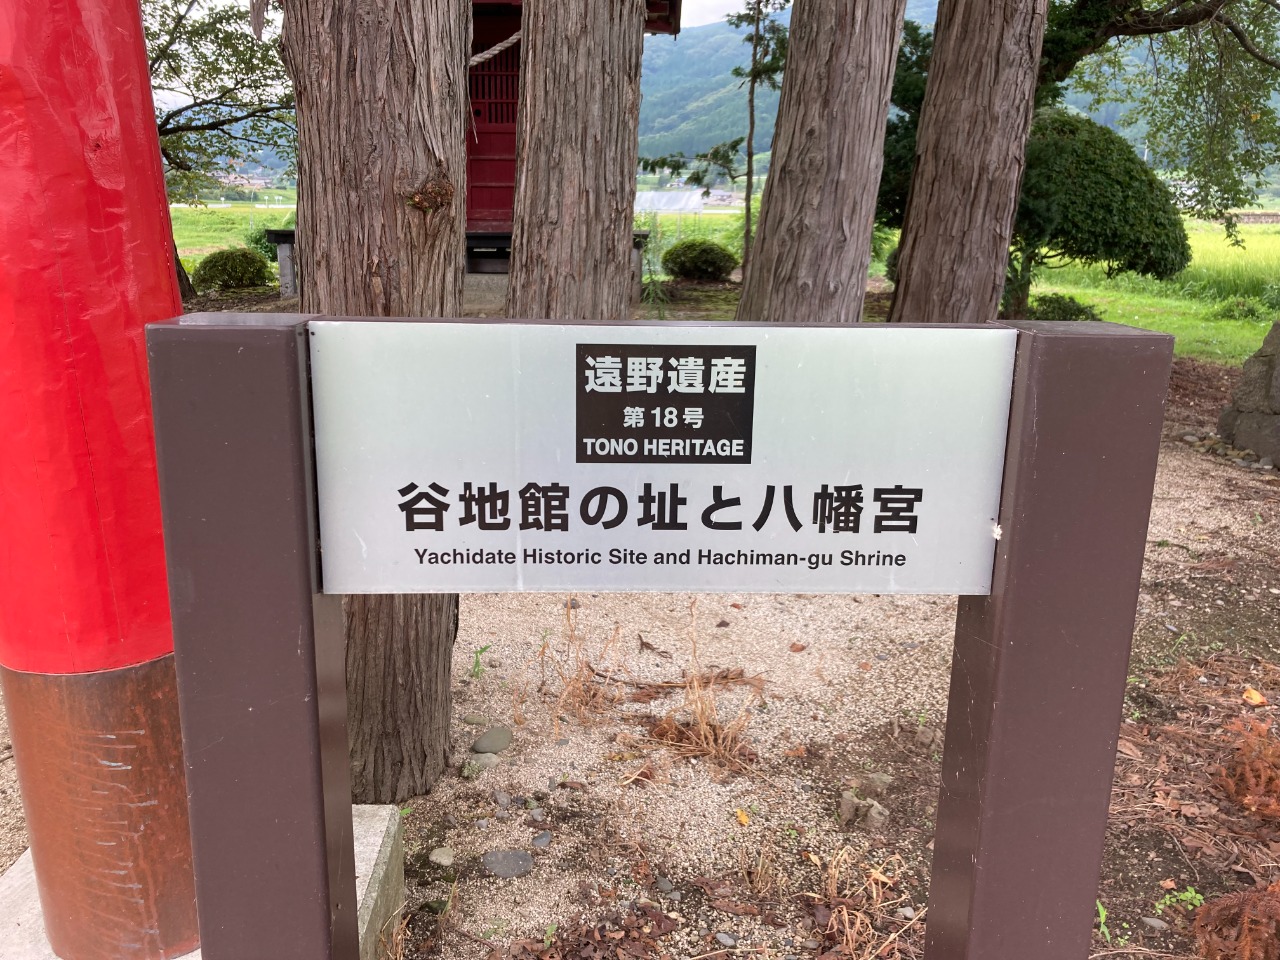 遠野遺産
第18号
TONO HERITAGE
谷地館の址と八幡宮
Yachidate Historic Site and Hachiman-gu Shrine